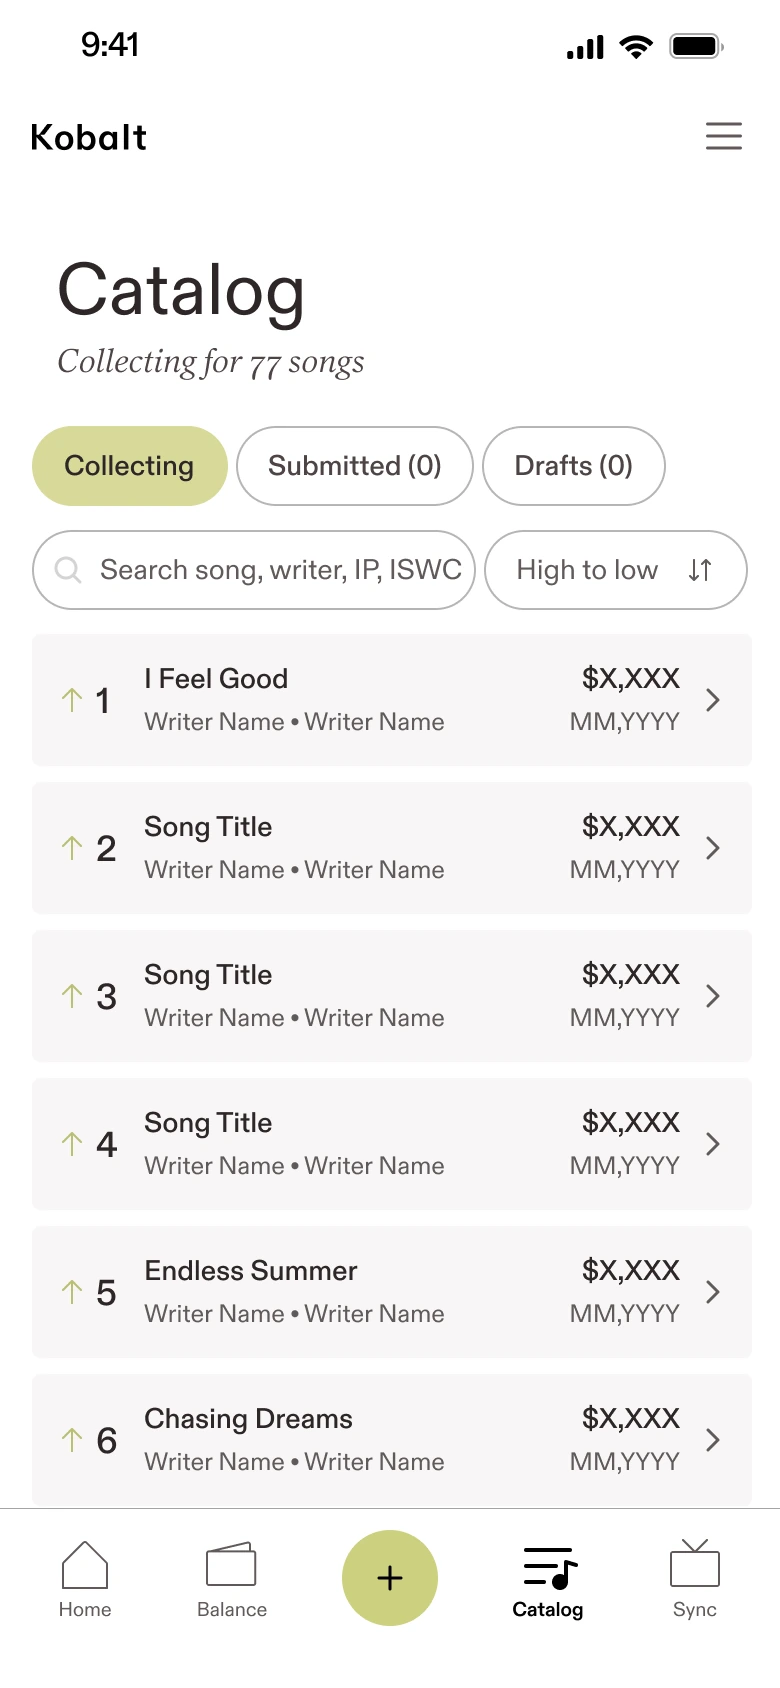 9:41
Kobalt
Catalog
Collecting for 77 songs
Collecting
Submitted (0)
Drafts (0)
Search song, writer, IP, ISWC
High to low
1
I Feel Good
$X,XXX
Writer Name • Writer Name
MM,YYYY
2
Song Title
$X,XXX
Writer Name • Writer Name
MM,YYYY
3
Song Title
$X,XXX
Writer Name • Writer Name
MM,YYYY
4
Song Title
$X,XXX
Writer Name • Writer Name
MM,YYYY
5
Endless Summer
$X,XXX
Writer Name • Writer Name
MM,YYYY
6
Chasing Dreams
$X,XXX
Writer Name • Writer Name
MM,YYYY
Home
Balance
Catalog
Sync